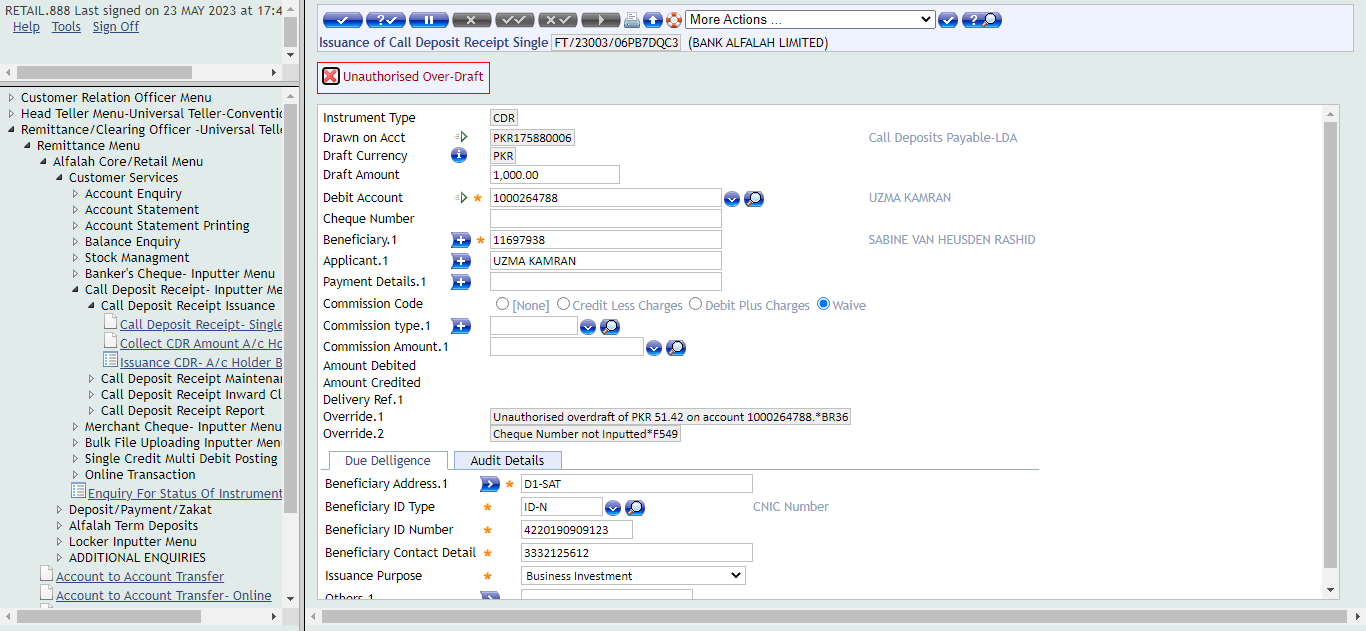 RETAIL.888 Last signed on 23 MAY 2023 at 17:4
Help Tools Sign Off
Customer Relation Officer Menu
Head Teller Menu-Universal Teller-Conventio
Remittance/Clearing Officer -Universal Telle
Remittance Menu
Alfalah Core/Retail Menu
Customer Services
Account Enquiry
Account Statement
Account Statement Printing
Balance Enquiry
Stock Managment
Banker's Cheque- Inputter Menu
Call Deposit Receipt- Inputter Me
Call Deposit Receipt Issuance
Call Deposit Receipt- Single
Collect CDR Amount A/c Ho
Issuance CDR- A/c Holder B
Call Deposit Receipt Maintenan
Call Deposit Receipt Inward Cl
Call Deposit Receipt Report
Merchant Cheque- Inputter Menu
Bulk File Uploading Inputter Menu
Single Credit Multi Debit Posting
Online Transaction
Enquiry For Status Of Instrument
Deposit/Payment/Zakat
Alfalah Term Deposits
Locker Inputter Menu
ADDITIONAL ENQUIRIES
Account to Account Transfer
Account to Account Transfer- Online
More Actions ...
Issuance of Call Deposit Receipt Single FT/23003/06PB7DQC3 (BANK ALFALAH LIMITED)
Unauthorised Over-Draft
Instrument Type CDR
Drawn on Acct PKR175880006 Call Deposits Payable-LDA
Draft Currency PKR
Draft Amount 1,000.00
Debit Account * 1000264788 UZMA KAMRAN
Cheque Number
Beneficiary.1 * 11697938 SABINE VAN HEUSDEN RASHID
Applicant.1 UZMA KAMRAN
Payment Details.1
Commission Code [None] Credit Less Charges Debit Plus Charges Waive
Commission type.1
Commission Amount.1
Amount Debited
Amount Credited
Delivery Ref.1
Override.1 Unauthorised overdraft of PKR 51.42 on account 1000264788.*BR36
Override.2 Cheque Number not Inputted*F549
Due Delligence Audit Details
Beneficiary Address.1 * D1-SAT
Beneficiary ID Type * ID-N CNIC Number
Beneficiary ID Number * 4220190909123
Beneficiary Contact Detail * 3332125612
Issuance Purpose * Business Investment
Others.1